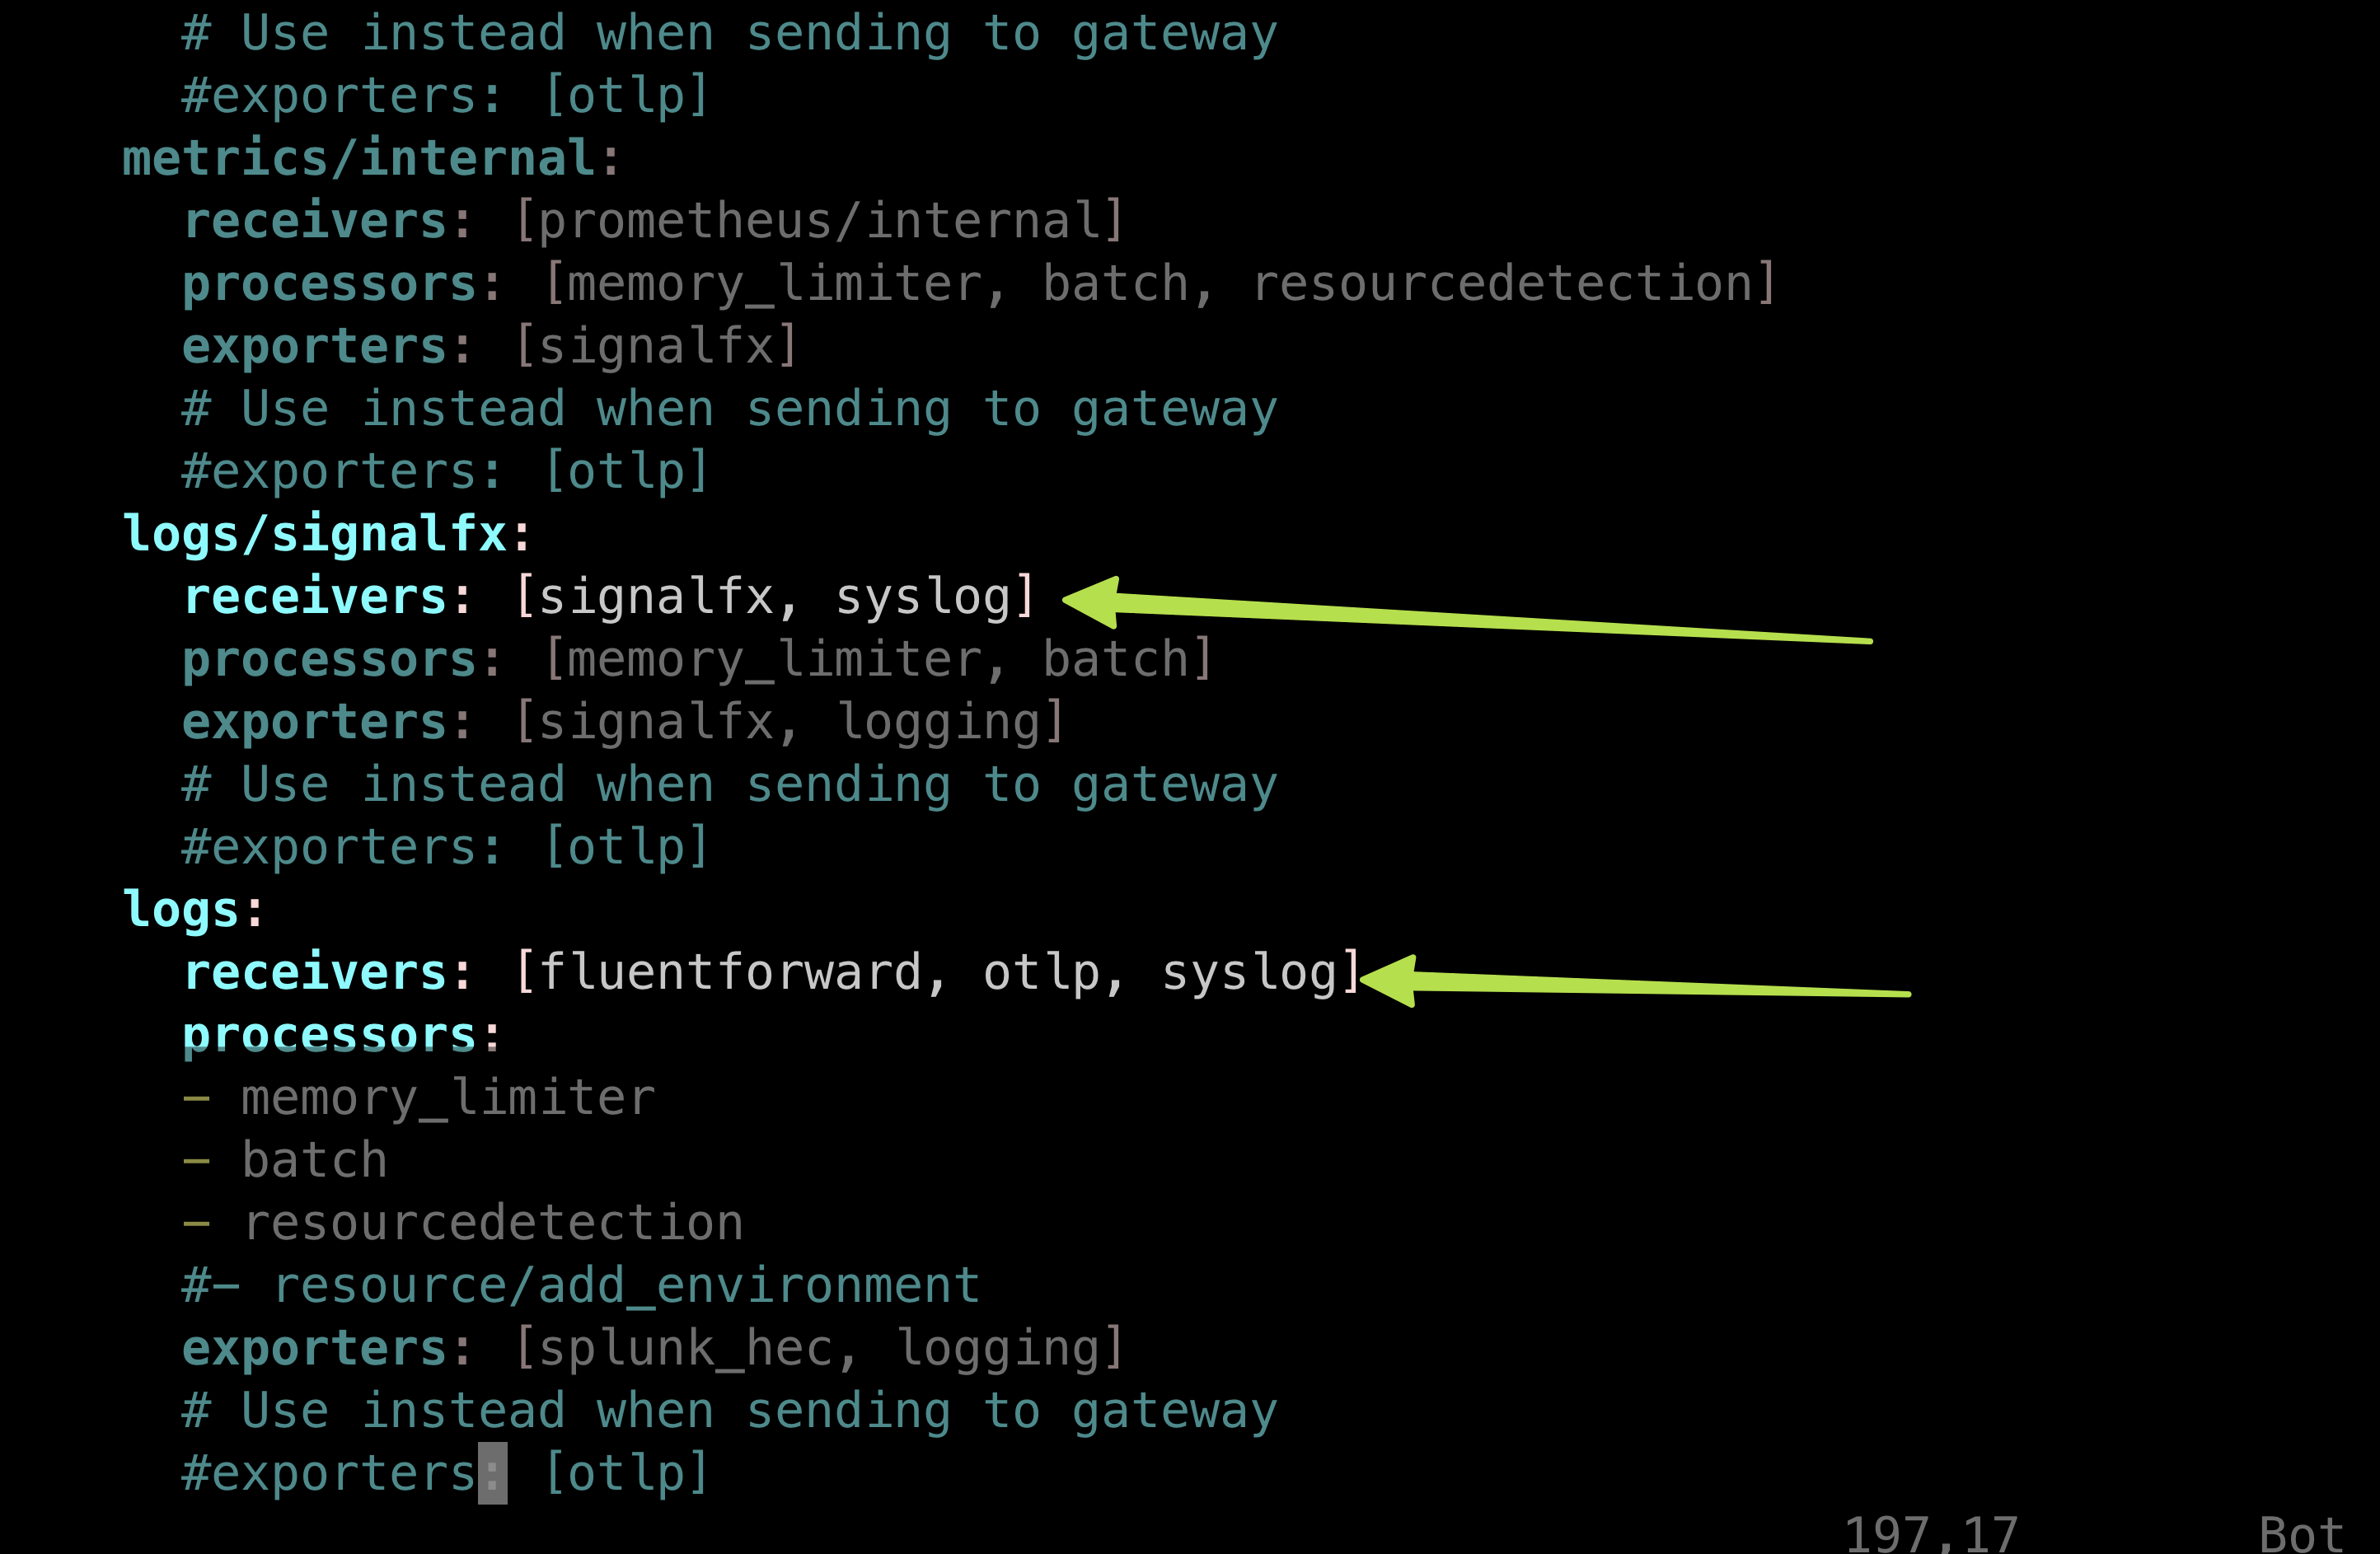 # Use instead when sending to gateway
#exporters: [otlp]
metrics/internal:
receivers: [prometheus/internal]
processors: [memory_limiter, batch, resourcedetection]
exporters: [signalfx]
# Use instead when sending to gateway
#exporters: [otlp]
logs/signalfx:
receivers: [signalfx, syslog]
processors: [memory_limiter, batch]
exporters: [signalfx, logging]
# Use instead when sending to gateway
#exporters: [otlp]
logs:
receivers: [fluentforward, otlp, syslog]
processors:
- memory_limiter
- batch
- resourcedetection
#- resource/add_environment
exporters: [splunk_hec, logging]
# Use instead when sending to gateway
#exporters: [otlp]
197,17 Bot